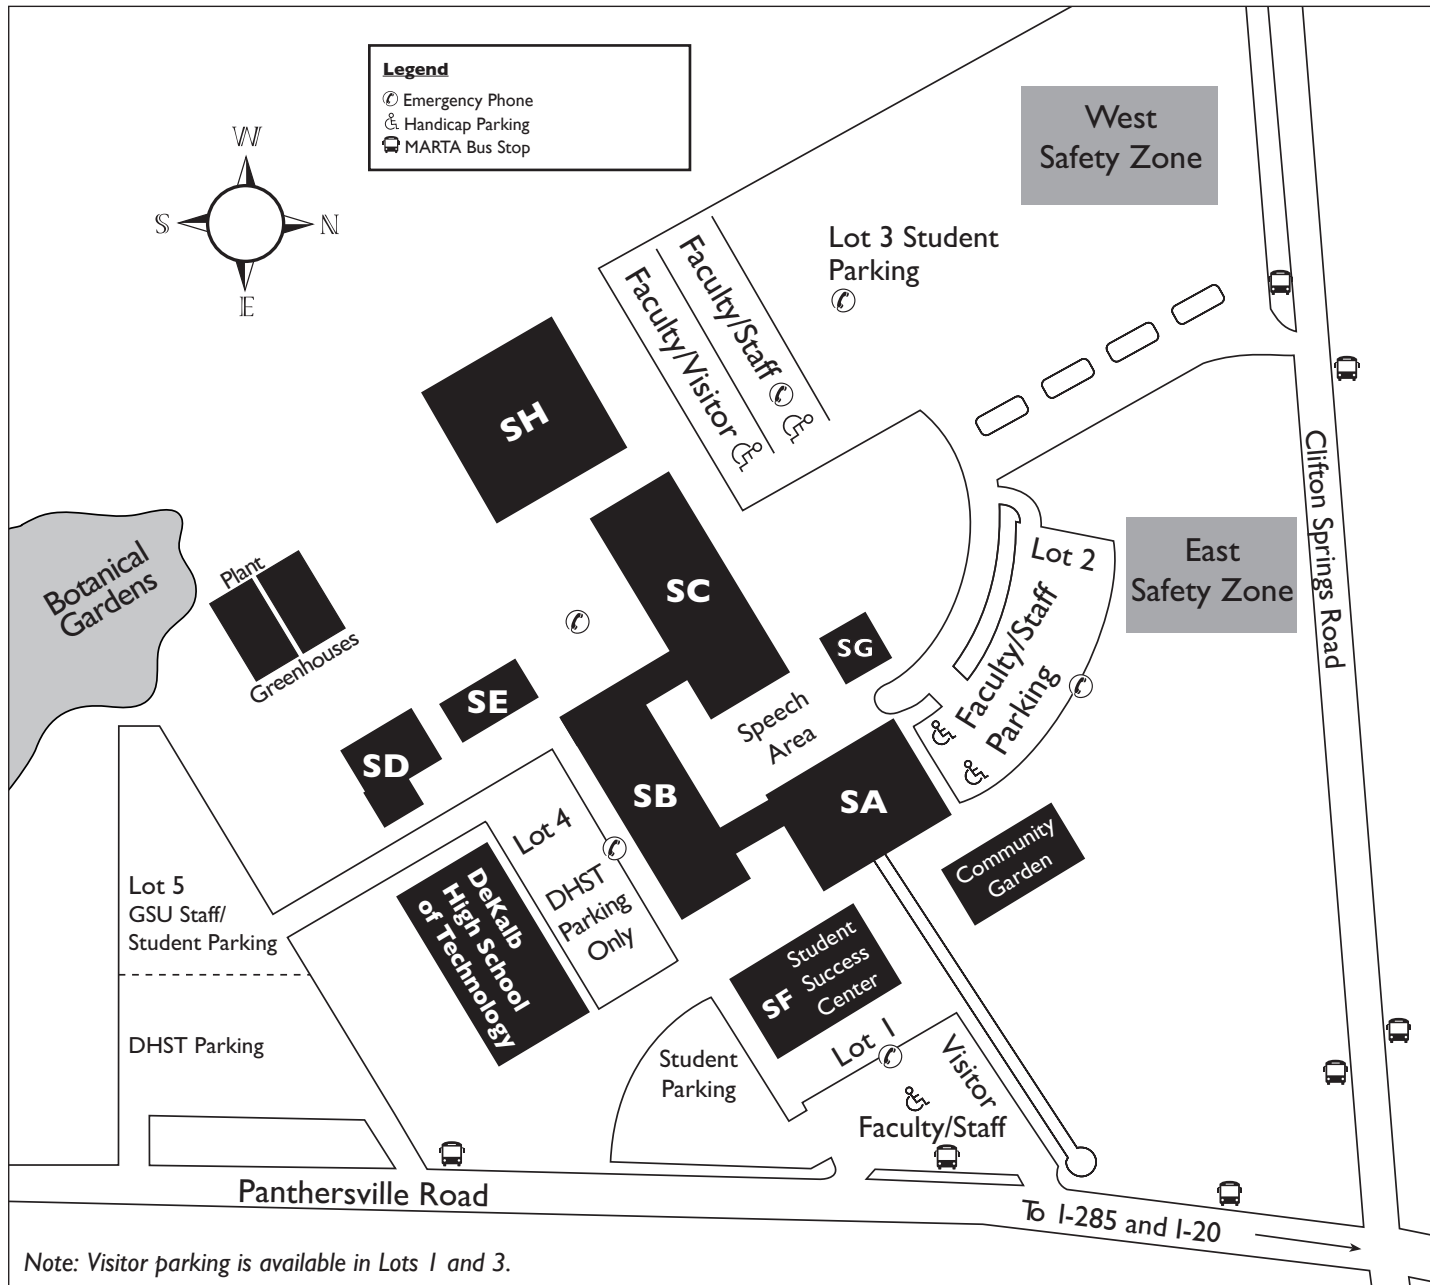 Legend
Emergency Phone
Handicap Parking
MARTA Bus Stop
W
S
N
E
West
Safety Zone
Lot 3 Student
Parking
Faculty/Staff
Faculty/Visitor
SH
Clifton Springs Road
East
Safety Zone
Lot 2
Faculty/Staff
Parking
Botanical
Gardens
Plant
Greenhouses
SC
SG
SE
Speech
Area
SD
SB
SA
Lot 4
DHST
Parking
Only
Community
Garden
DeKalb
High School
of Technology
Lot 5
GSU Staff/
Student Parking
DHST Parking
SF
Student
Success
Center
Lot 1
Visitor
Student
Parking
Faculty/Staff
Panthersville Road
To I-285 and I-20
Note: Visitor parking is available in Lots 1 and 3.